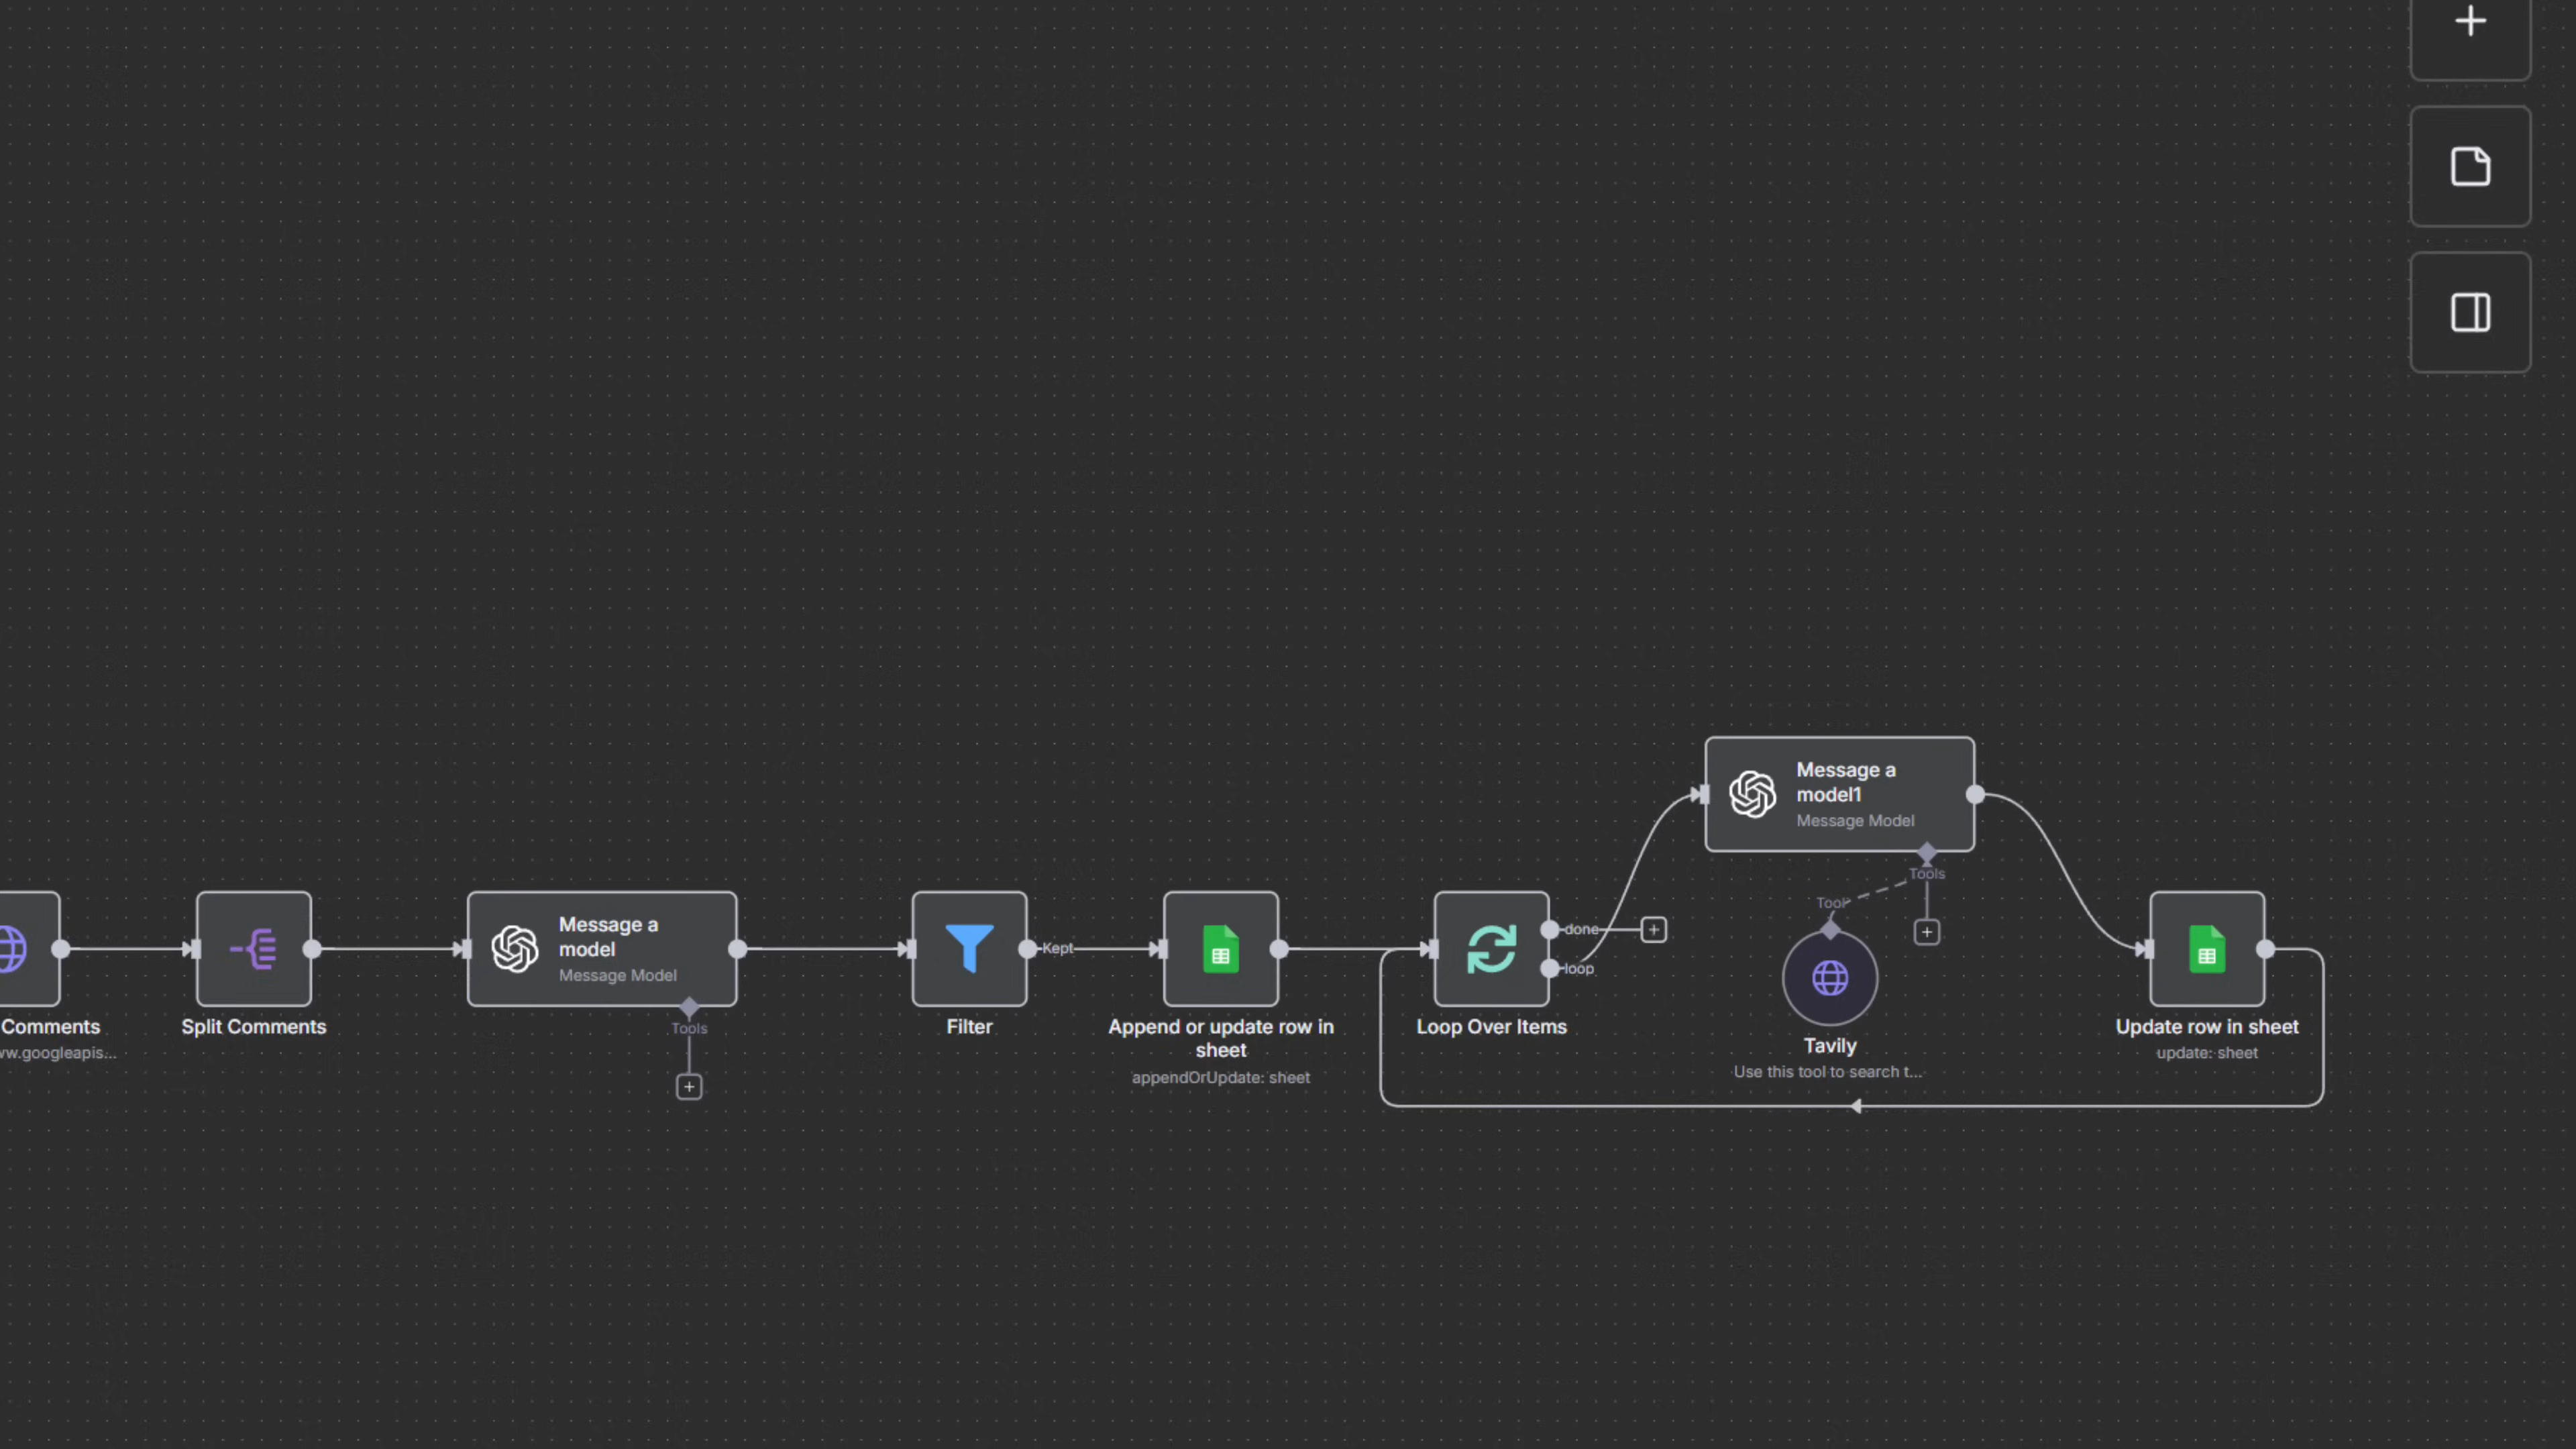 Message a
model1
Message Model
Tools
Tool
Tavily
Use this tool to search t...
Comments
ww.googleapis...
Split Comments
Message a
model
Message Model
Tools
Filter
Kept
Append or update row in
sheet
appendOrUpdate: sheet
Loop Over Items
done
loop
Update row in sheet
update: sheet